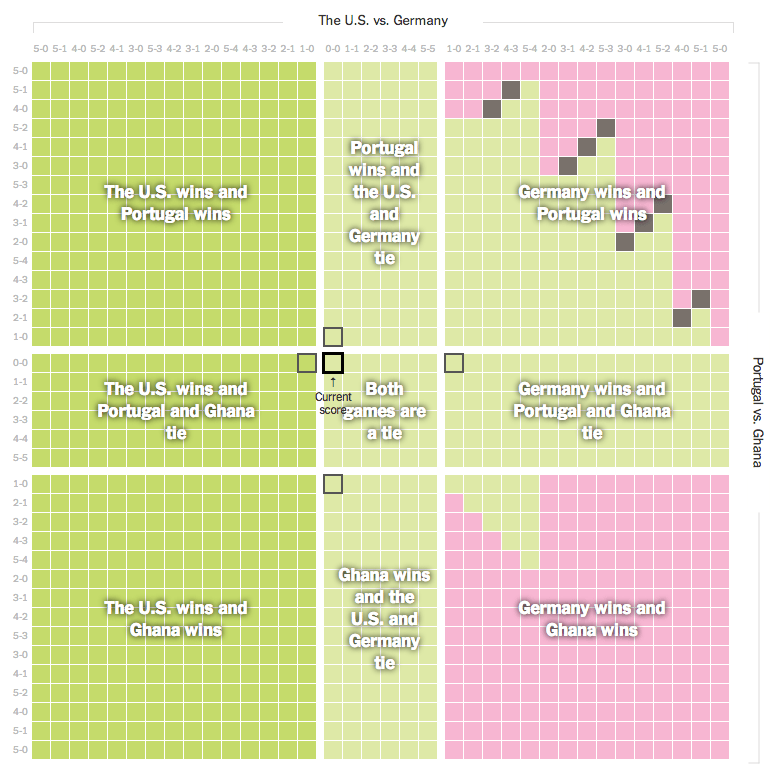 The U.S. vs. Germany
5-0 5-1 4-0 5-2 4-1 3-0 5-3 4-2 3-1 2-0 5-4 4-3 3-2 2-1 1-0 0-0 1-1 2-2 3-3 4-4 5-5 1-0 2-1 3-2 4-3 5-4 2-0 3-1 4-2 5-3 3-0 4-1 5-2 4-0 5-1 5-0
5-0
5-1
4-0
5-2
4-1
3-0
5-3
4-2
3-1
2-0
5-4
4-3
3-2
2-1
1-0
The U.S. wins and
Portugal wins
Portugal
wins and
the U.S.
and
Germany
tie
Germany wins and
Portugal wins
0-0
1-1
2-2
3-3
4-4
5-5
The U.S. wins and
Portugal and Ghana
tie
↑
Current
score
Both
games are
a tie
Germany wins and
Portugal and Ghana
tie
Portugal vs. Ghana
1-0
2-1
3-2
4-3
5-4
2-0
3-1
4-2
5-3
3-0
4-1
5-2
4-0
5-1
5-0
The U.S. wins and
Ghana wins
Ghana wins
and the
U.S. and
Germany
tie
Germany wins and
Ghana wins